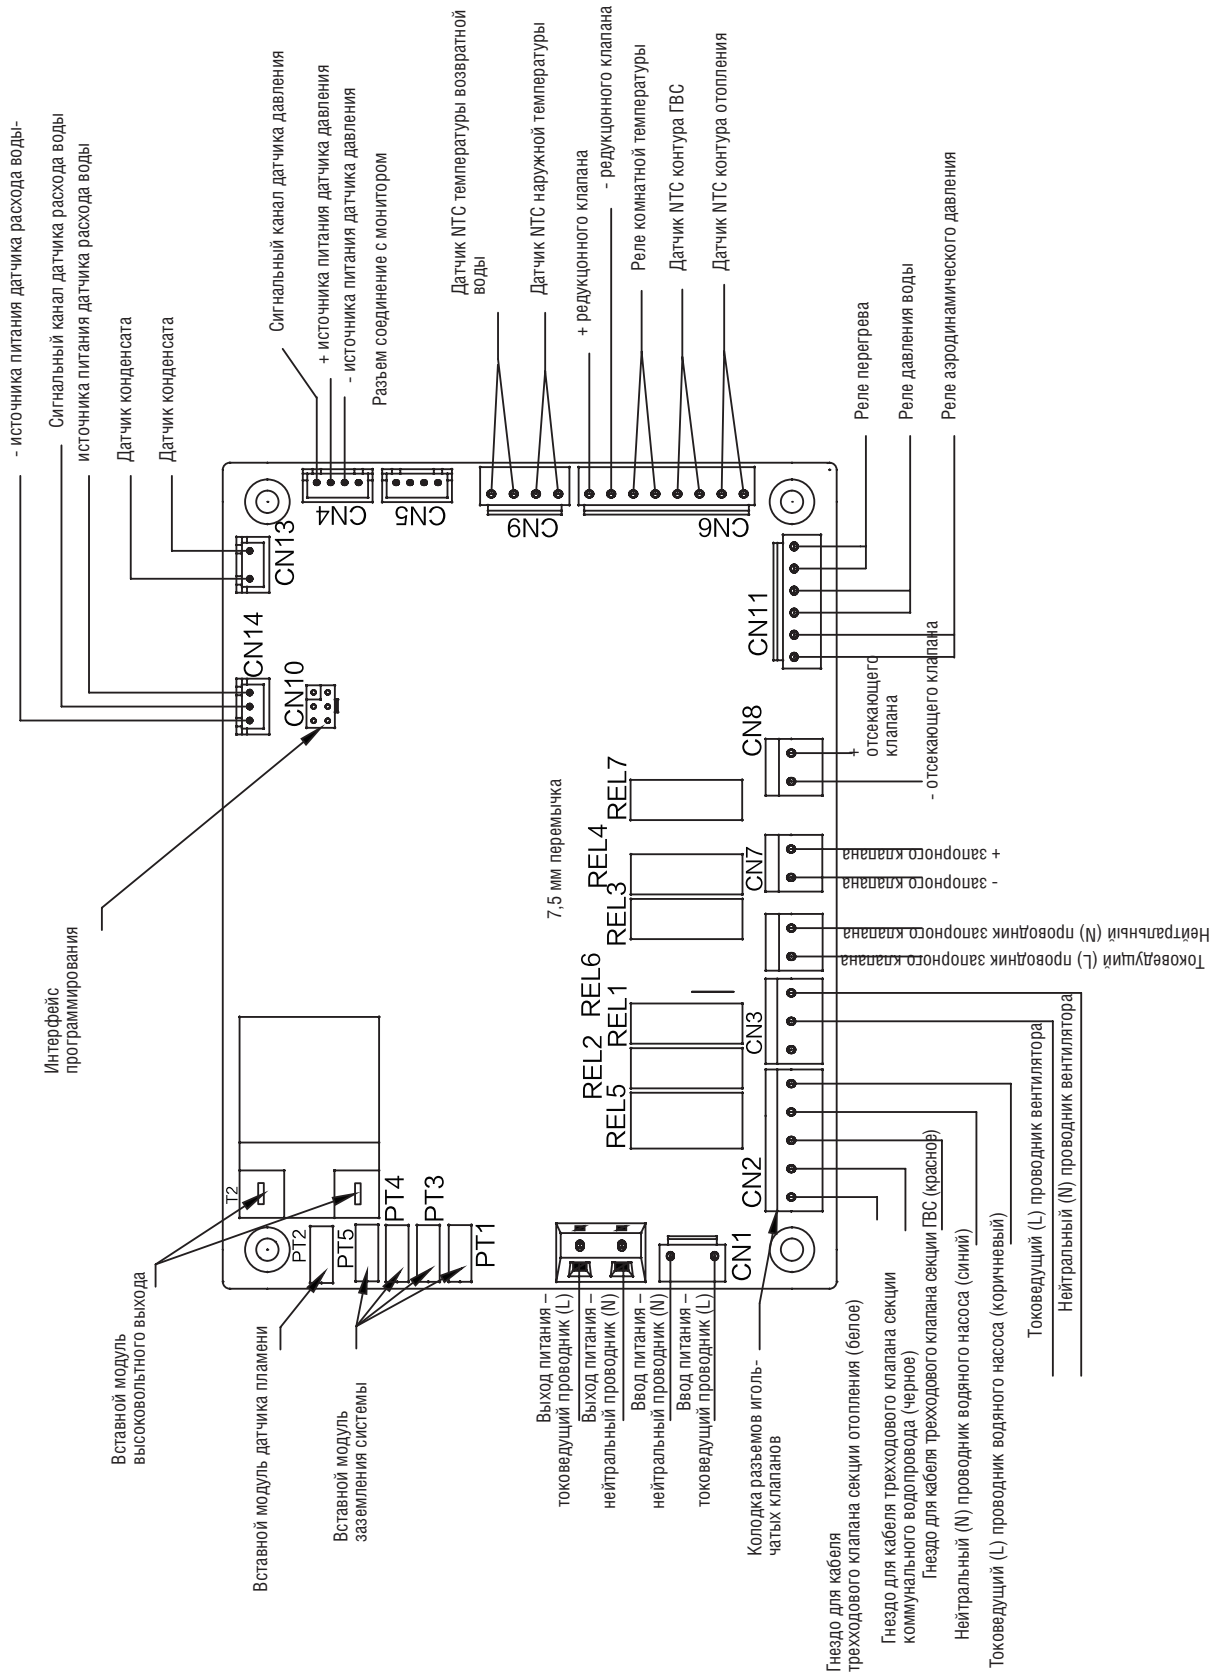 - источника питания датчика расхода воды-
Сигнальный канал датчика расхода воды
источника питания датчика расхода воды
Датчик конденсата
Датчик конденсата
Сигнальный канал датчика давления
+ источника питания датчика давления
- источника питания датчика давления
Разъем соединение с монитором
Датчик NTC температуры возвратной
воды
Датчик NTC наружной температуры
+ редукцонного клапана
- редукцонного клапана
Реле комнатной температуры
Датчик NTC контура ГВС
Датчик NTC контура отопления
Реле перегрева
Реле давления воды
Реле аэродинамического давления
CN14
CN13
CN10
CN4
CN5
CN9
CN6
CN11
CN8
+
отсекающего
клапана
- отсекающего клапана
Интерфейс
программирования
7,5 мм перемычка
REL7
REL4
REL3
REL6
REL1
REL2
REL5
CN7
CN3
CN2
CN1
+ запорного клапана
- запорного клапана
Нейтральный (N) проводник запорного клапана
Токоведущий (L) проводник запорного клапана
T2
PT2
PT5
PT4
PT3
PT1
Вставной модуль
высоковольтного выхода
Вставной модуль датчика пламени
Вставной модуль
заземления системы
Выход питания –
токоведущий проводник (L)
Выход питания –
нейтральный проводник (N)
Ввод питания –
нейтральный проводник (N)
Ввод питания –
токоведущий проводник (L)
Колодка разъемов иголь-
чатых клапанов
Гнездо для кабеля
трехходового клапана секции отопления (белое)
Гнездо для кабеля трехходового клапана секции
коммунального водопровода (черное)
Гнездо для кабеля трехходового клапана секции ГВС (красное)
Нейтральный (N) проводник водяного насоса (синий)
Токоведущий (L) проводник водяного насоса (коричневый)
Токоведущий (L) проводник вентилятора
Нейтральный (N) проводник вентилятора